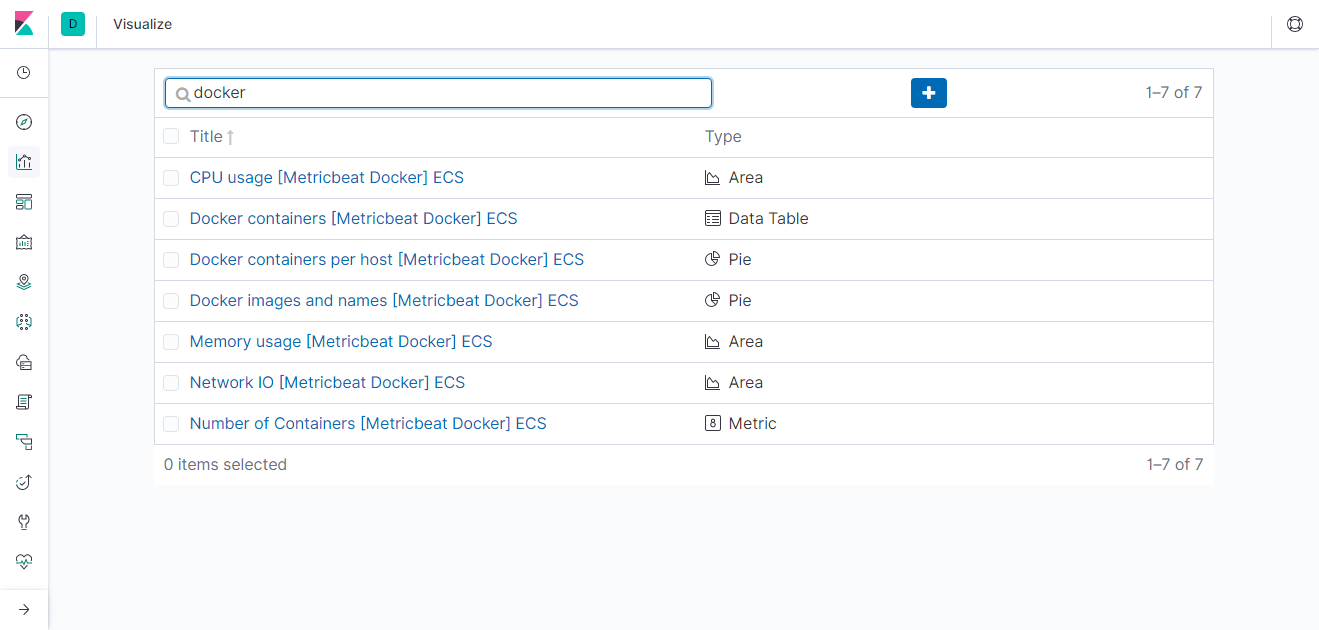 D Visualize
docker 1–7 of 7
Title Type
CPU usage [Metricbeat Docker] ECS Area
Docker containers [Metricbeat Docker] ECS Data Table
Docker containers per host [Metricbeat Docker] ECS Pie
Docker images and names [Metricbeat Docker] ECS Pie
Memory usage [Metricbeat Docker] ECS Area
Network IO [Metricbeat Docker] ECS Area
Number of Containers [Metricbeat Docker] ECS 8 Metric
0 items selected 1–7 of 7